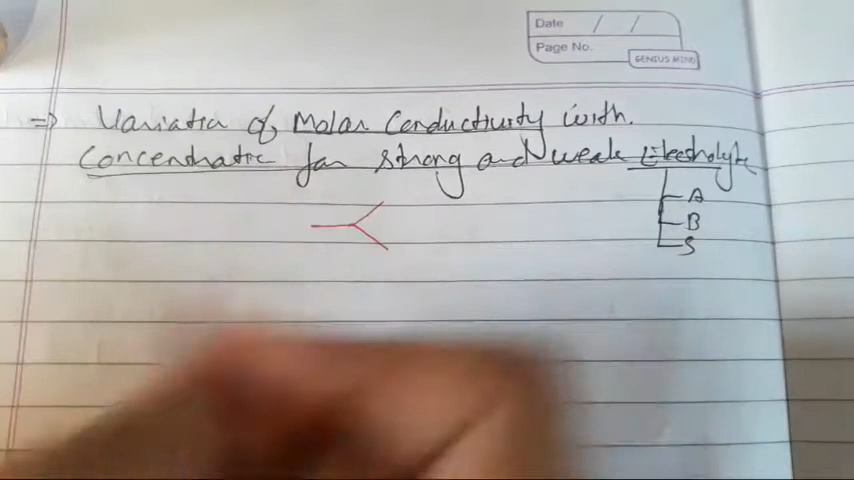 Date / /
Page No.
GENIUS MIND
=> Variation of Molar Conductivity with
Concentration for strong and weak Electrolyte
A
B
S